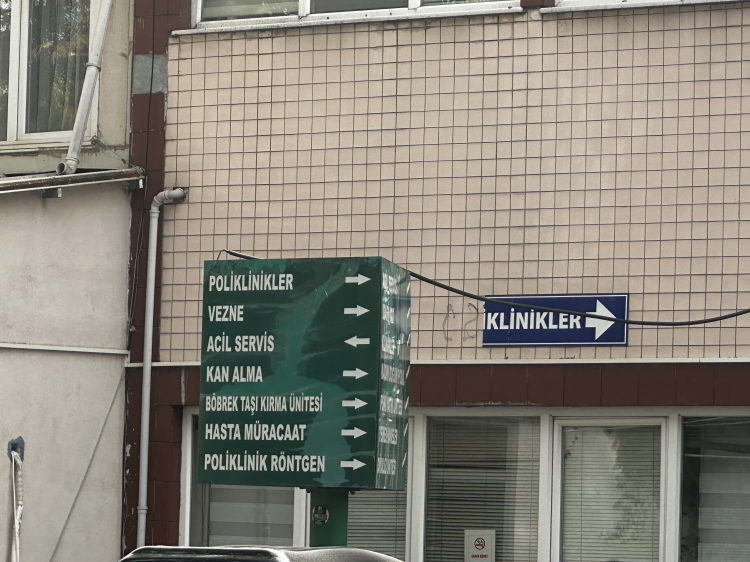 POLİKLİNİKLER
VEZNE
ACİL SERVİS
KAN ALMA
BÖBREK TAŞI KIRMA ÜNİTESİ
HASTA MÜRACAAT
POLİKLİNİK RÖNTGEN
İKLİNİKLER